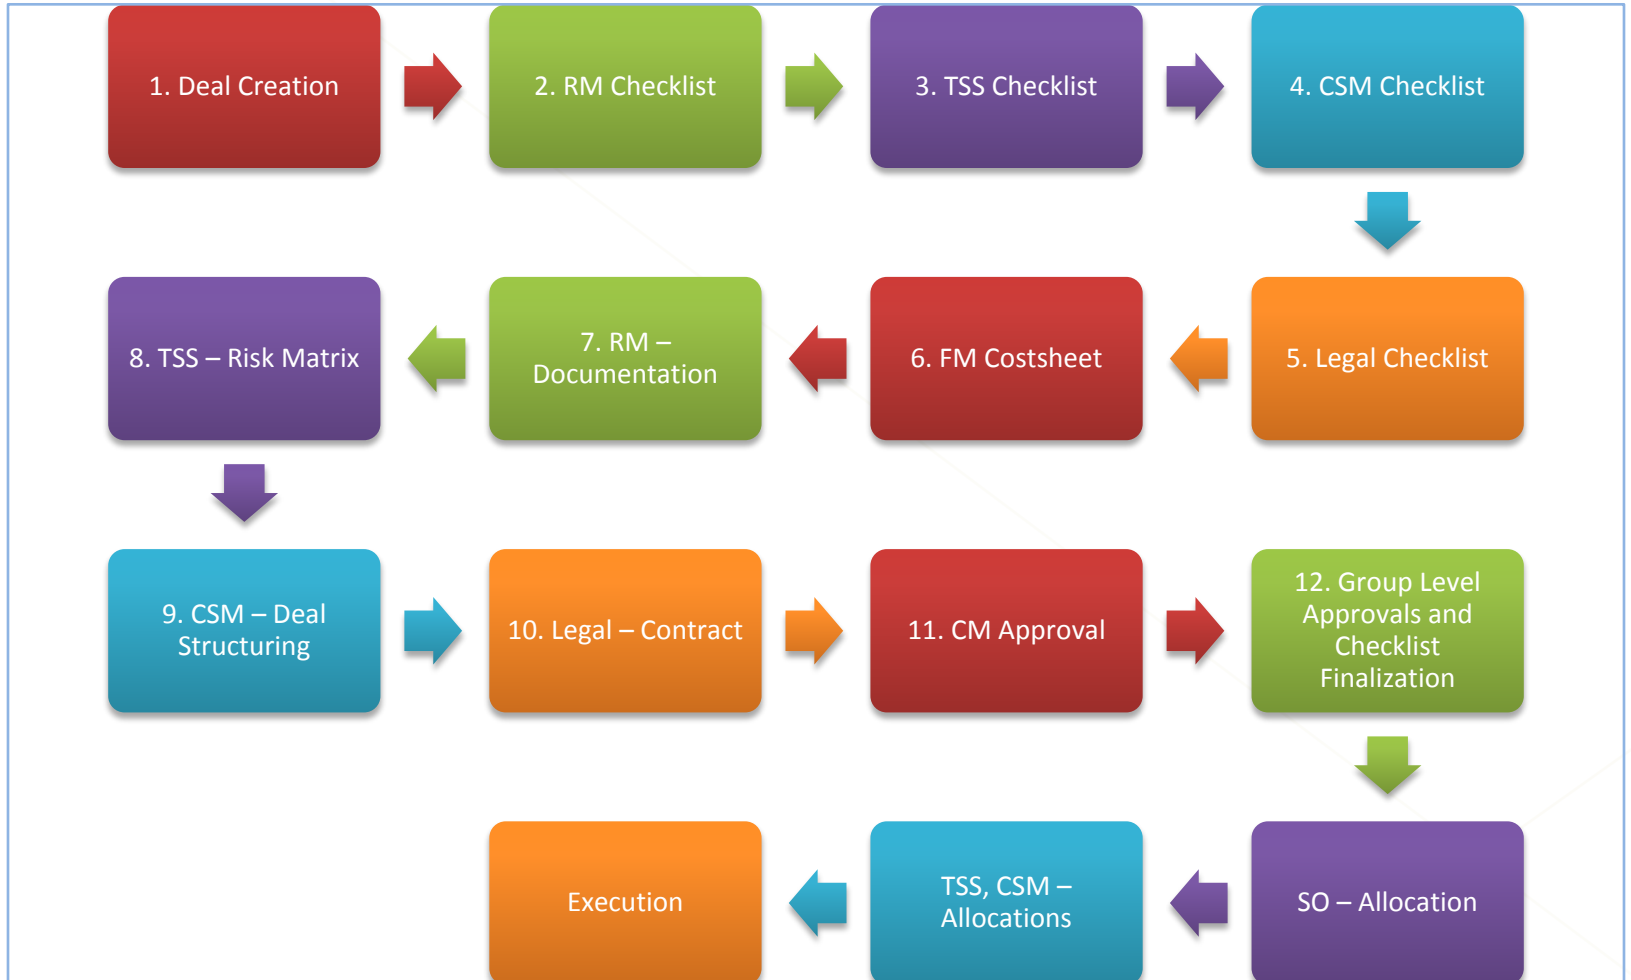 1. Deal Creation
2. RM Checklist
3. TSS Checklist
4. CSM Checklist
5. Legal Checklist
6. FM Costsheet
7. RM –
Documentation
8. TSS – Risk Matrix
9. CSM – Deal
Structuring
10. Legal – Contract
11. CM Approval
12. Group Level
Approvals and
Checklist
Finalization
SO – Allocation
TSS, CSM –
Allocations
Execution